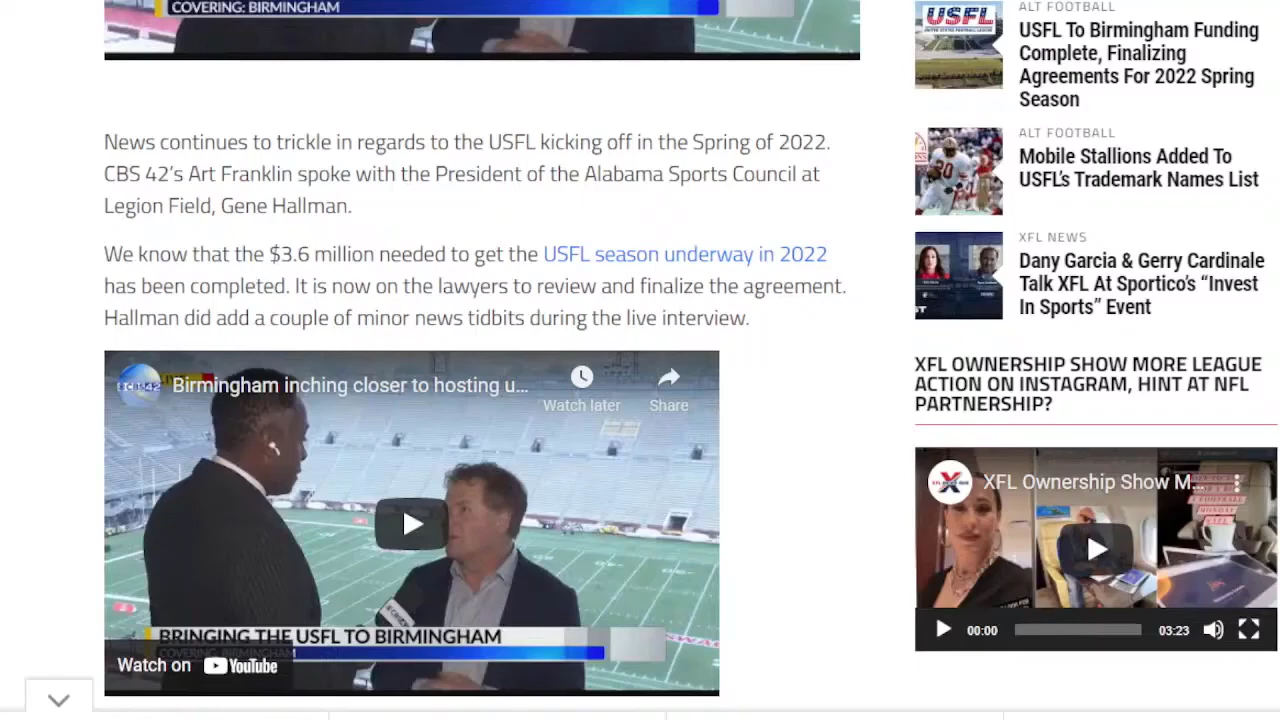 COVERING: BIRMINGHAM
News continues to trickle in regards to the USFL kicking off in the Spring of 2022.
CBS 42’s Art Franklin spoke with the President of the Alabama Sports Council at
Legion Field, Gene Hallman.
We know that the $3.6 million needed to get the USFL season underway in 2022
has been completed. It is now on the lawyers to review and finalize the agreement.
Hallman did add a couple of minor news tidbits during the live interview.
CBS42
Birmingham inching closer to hosting u...
Watch later
Share
BRINGING THE USFL TO BIRMINGHAM
COVERING: BIRMINGHAM
Watch on YouTube
ALT FOOTBALL
USFL
USFL To Birmingham Funding
Complete, Finalizing
Agreements For 2022 Spring
Season
ALT FOOTBALL
Mobile Stallions Added To
USFL’s Trademark Names List
XFL NEWS
Dany Garcia & Gerry Cardinale
Talk XFL At Sportico’s “Invest
In Sports” Event
XFL OWNERSHIP SHOW MORE LEAGUE
ACTION ON INSTAGRAM, HINT AT NFL
PARTNERSHIP?
XFL Ownership Show M...
00:00
03:23